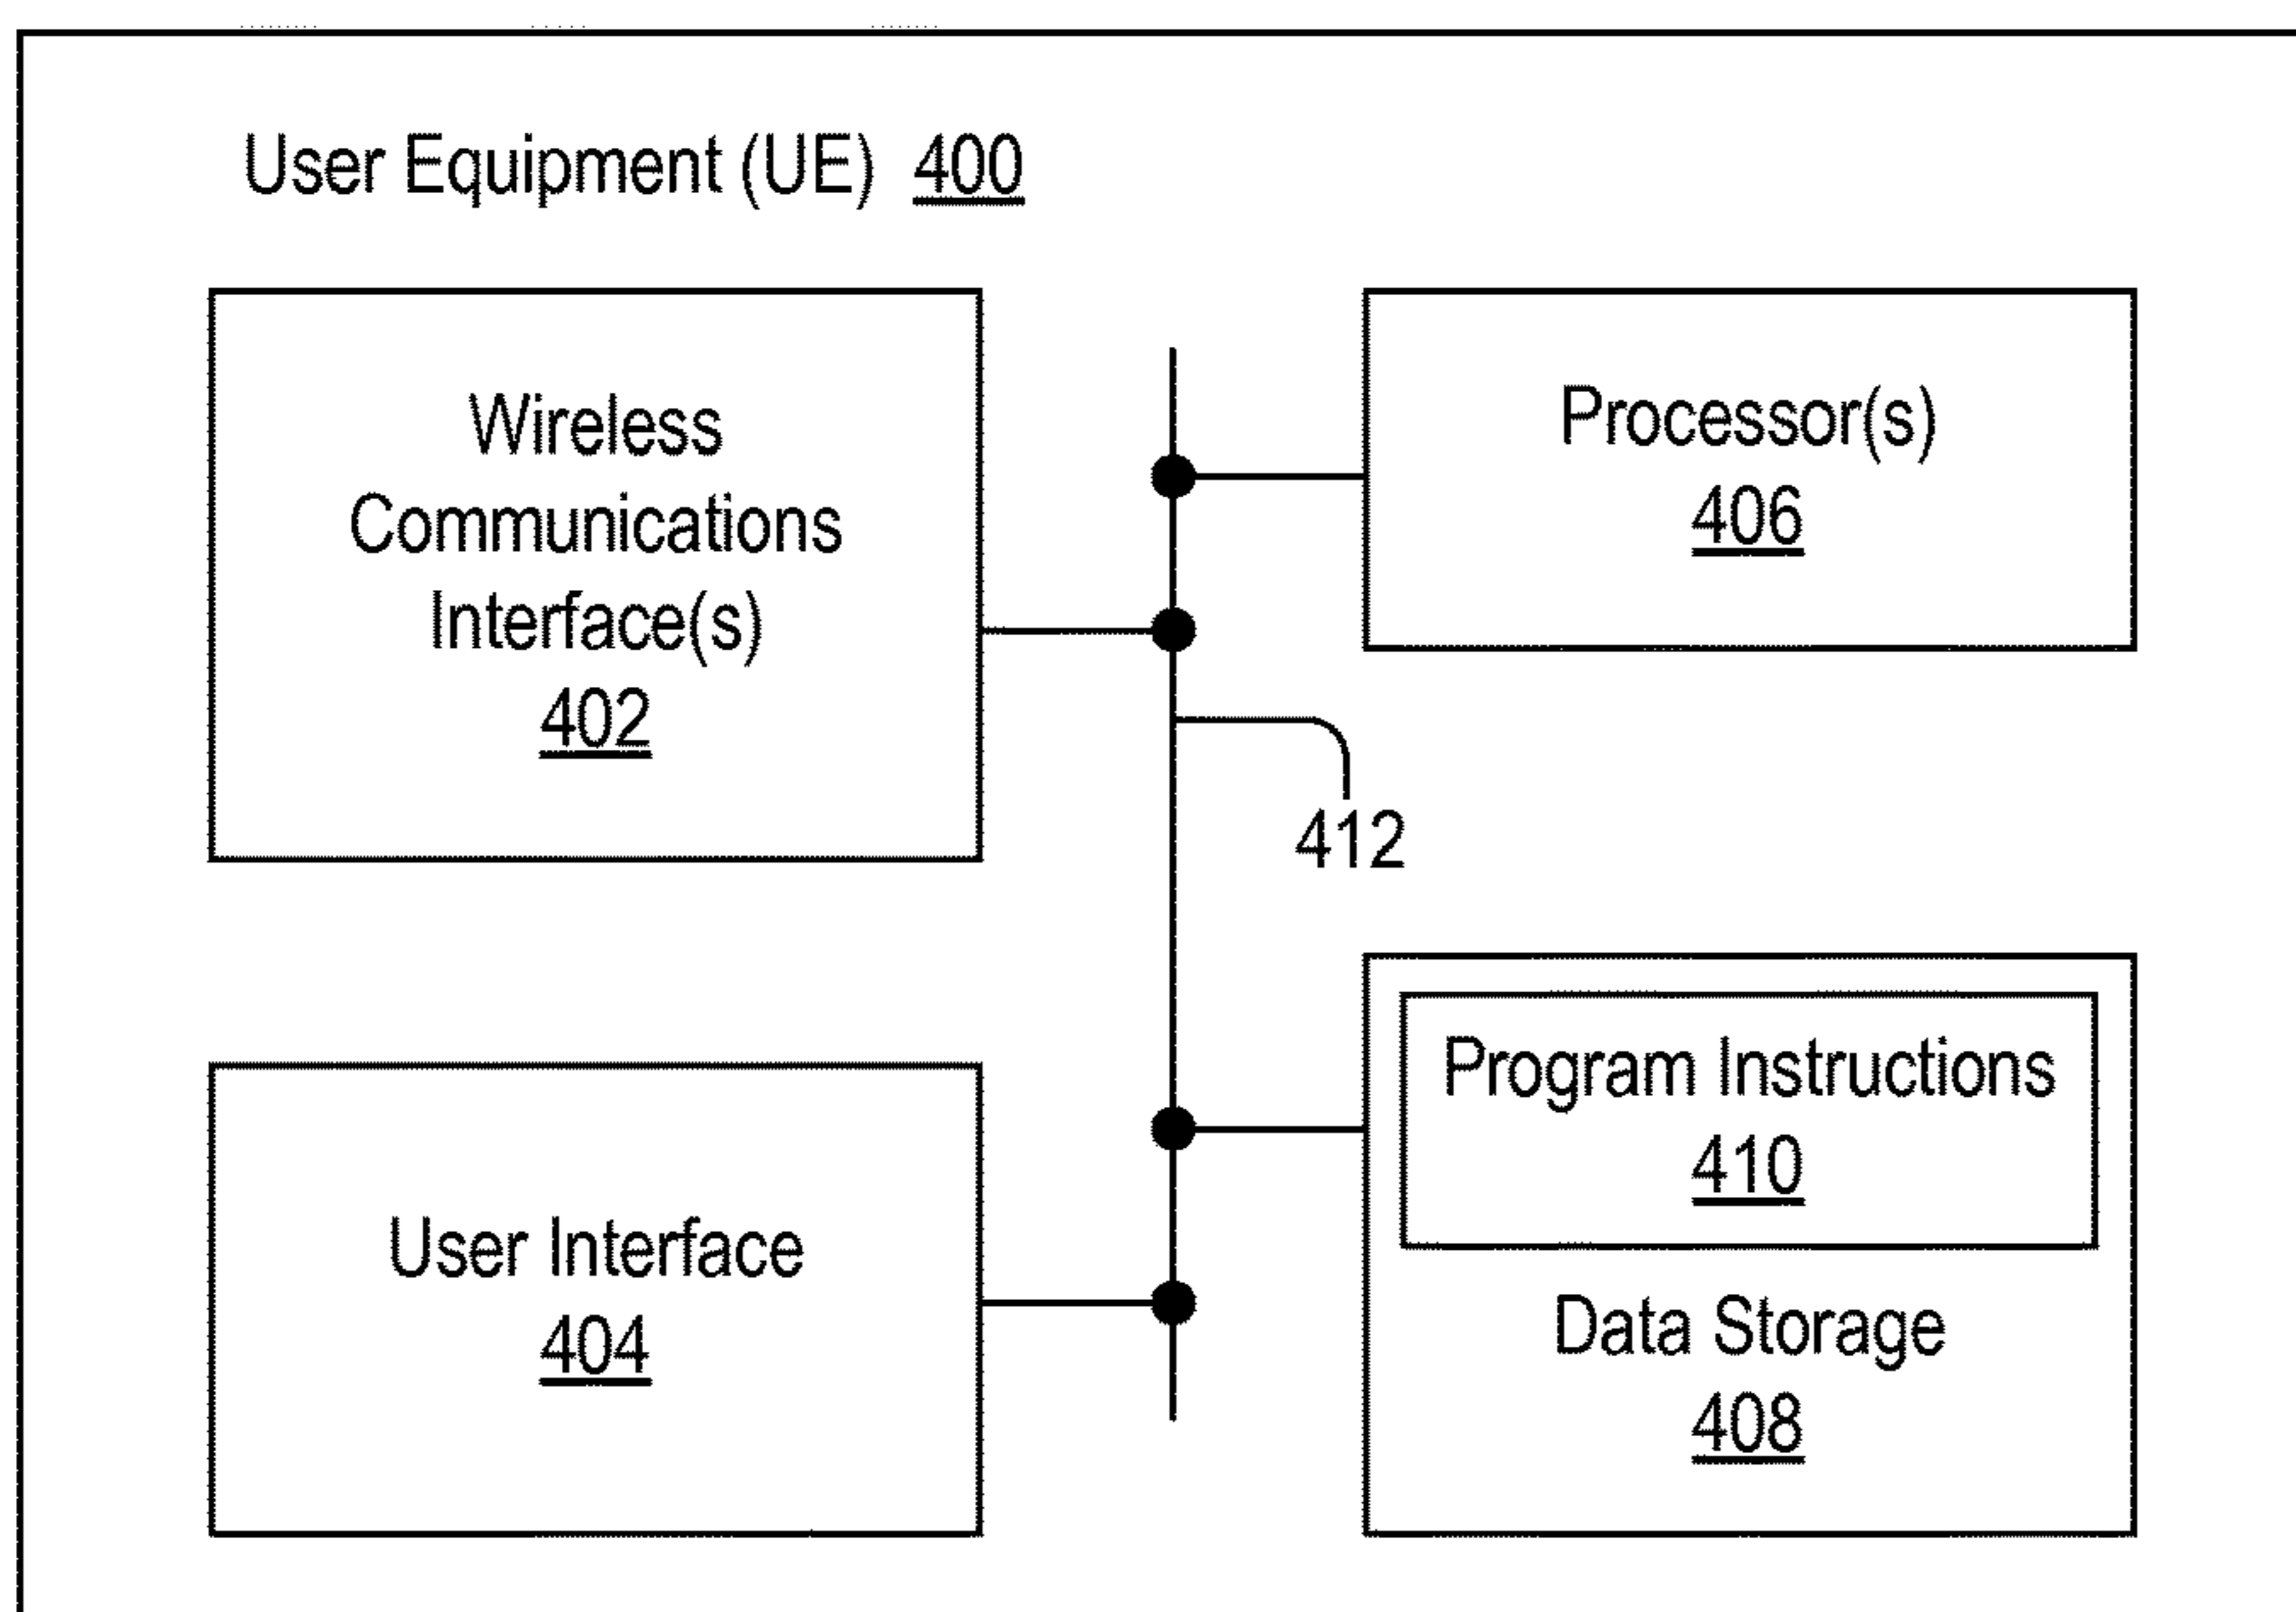 User Equipment (UE) 400
Wireless
Communications
Interface(s)
402
Processor(s)
406
412
User Interface
404
Program Instructions
410
Data Storage
408